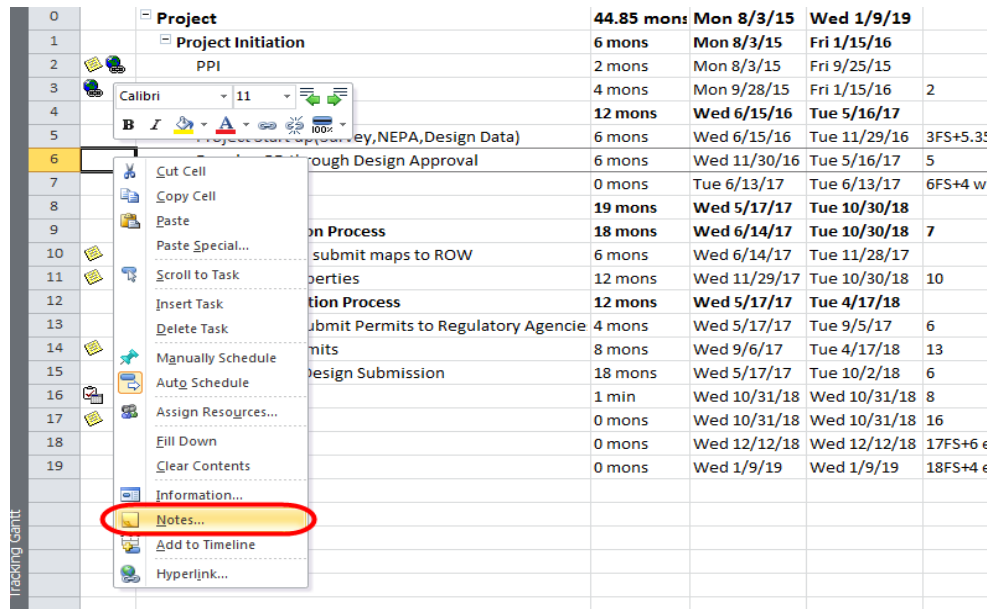 0 Project 44.85 mons Mon 8/3/15 Wed 1/9/19
1 Project Initiation 6 mons Mon 8/3/15 Fri 1/15/16
2 PPI 2 mons Mon 8/3/15 Fri 9/25/15
3 4 mons Mon 9/28/15 Fri 1/15/16 2
Calibri 11
4 12 mons Wed 6/15/16 Tue 5/16/17
B I A 100%
5 (Survey,NEPA,Design Data) 6 mons Wed 6/15/16 Tue 11/29/16 3FS+5.35
6 through Design Approval 6 mons Wed 11/30/16 Tue 5/16/17 5
Cut Cell
7 0 mons Tue 6/13/17 Tue 6/13/17 6FS+4 w
Copy Cell
8 19 mons Wed 5/17/17 Tue 10/30/18
Paste
9 on Process 18 mons Wed 6/14/17 Tue 10/30/18 7
Paste Special...
10 submit maps to ROW 6 mons Wed 6/14/17 Tue 11/28/17
Scroll to Task
11 perties 12 mons Wed 11/29/17 Tue 10/30/18 10
Insert Task
12 tion Process 12 mons Wed 5/17/17 Tue 4/17/18
Delete Task
13 ubmit Permits to Regulatory Agencie 4 mons Wed 5/17/17 Tue 9/5/17 6
Manually Schedule
14 mits 8 mons Wed 9/6/17 Tue 4/17/18 13
Auto Schedule
15 Design Submission 18 mons Wed 5/17/17 Tue 10/2/18 6
16 1 min Wed 10/31/18 Wed 10/31/18 8
Assign Resources...
17 0 mons Wed 10/31/18 Wed 10/31/18 16
Fill Down
18 0 mons Wed 12/12/18 Wed 12/12/18 17FS+6 e
Clear Contents
19 0 mons Wed 1/9/19 Wed 1/9/19 18FS+4 e
Information...
Notes...
Add to Timeline
Hyperlink...
Tracking Gantt